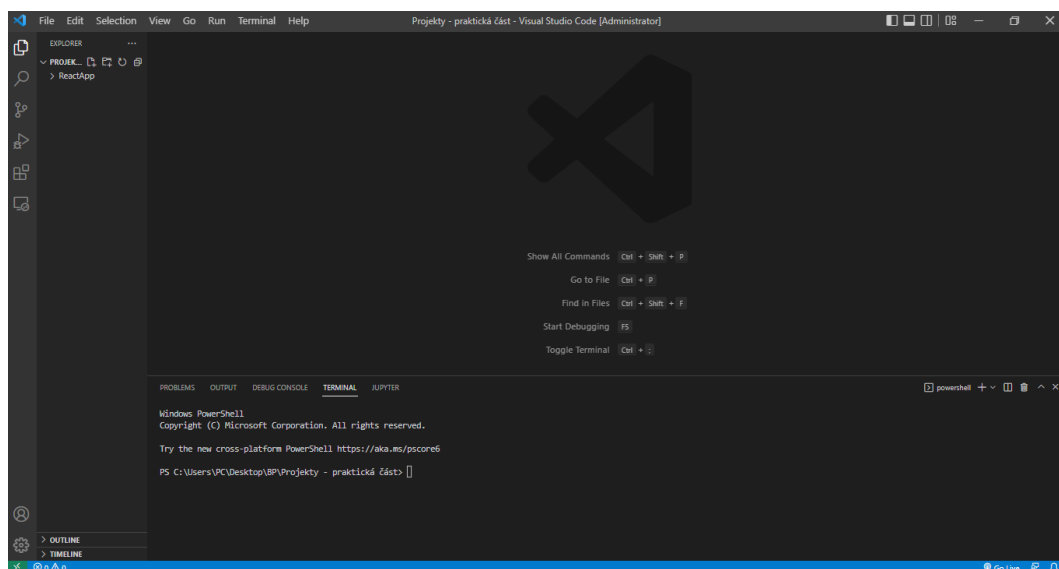 File Edit Selection View Go Run Terminal Help Projekty - praktická část - Visual Studio Code [Administrator]
EXPLORER ...
PROJEK...
> ReactApp
Show All Commands Ctrl + Shift + P
Go to File Ctrl + P
Find in Files Ctrl + Shift + F
Start Debugging F5
Toggle Terminal Ctrl + ;
PROBLEMS OUTPUT DEBUG CONSOLE TERMINAL JUPYTER powershell
Windows PowerShell
Copyright (C) Microsoft Corporation. All rights reserved.
Try the new cross-platform PowerShell https://aka.ms/pscore6
PS C:\Users\PC\Desktop\BP\Projekty - praktická část>
> OUTLINE
> TIMELINE
0 0 Go Live